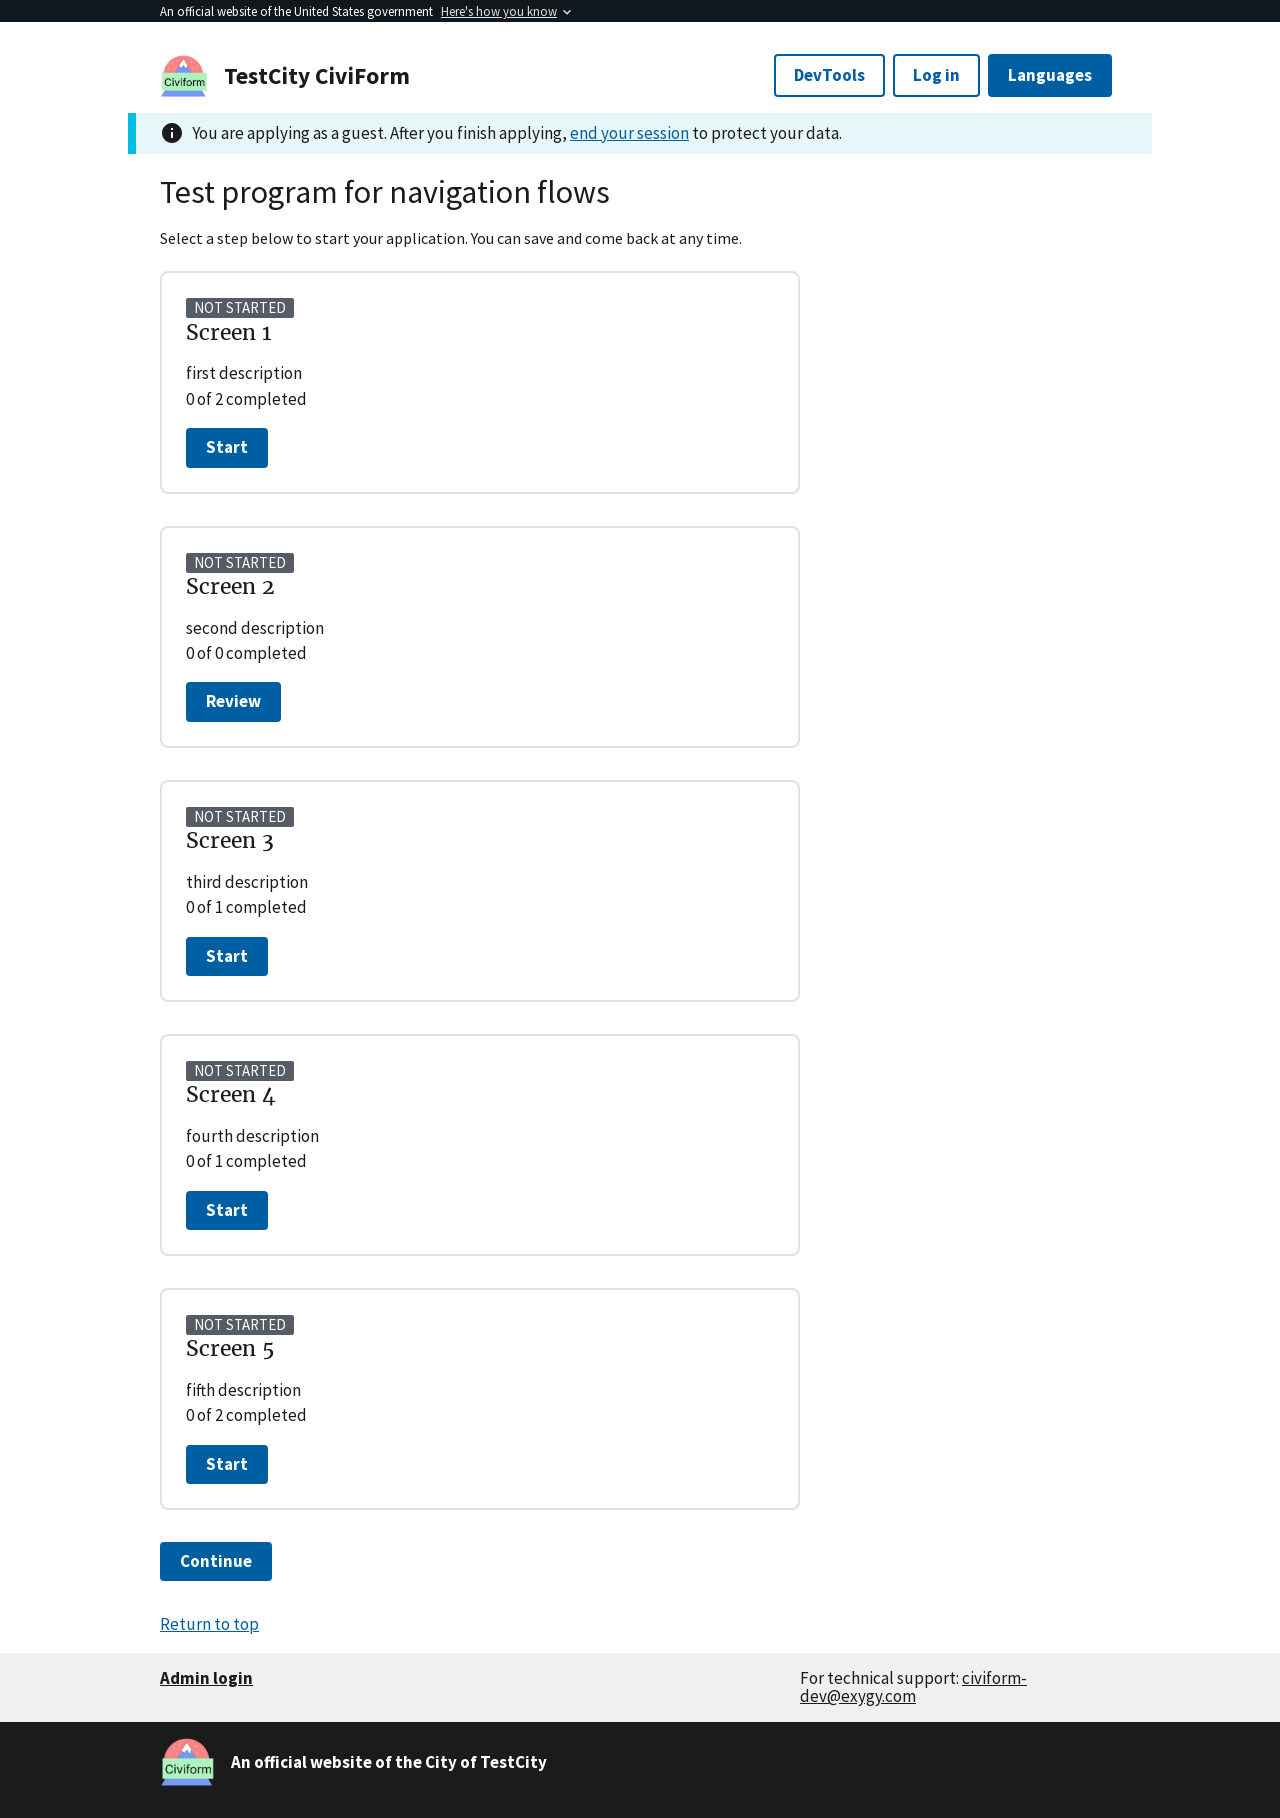 An official website of the United States government Here's how you know
Civiform
TestCity CiviForm
DevTools
Log in
Languages
You are applying as a guest. After you finish applying, end your session to protect your data.
Test program for navigation flows
Select a step below to start your application. You can save and come back at any time.
NOT STARTED
Screen 1
first description
0 of 2 completed
Start
NOT STARTED
Screen 2
second description
0 of 0 completed
Review
NOT STARTED
Screen 3
third description
0 of 1 completed
Start
NOT STARTED
Screen 4
fourth description
0 of 1 completed
Start
NOT STARTED
Screen 5
fifth description
0 of 2 completed
Start
Continue
Return to top
Admin login
For technical support: civiform-
dev@exygy.com
Civiform
An official website of the City of TestCity